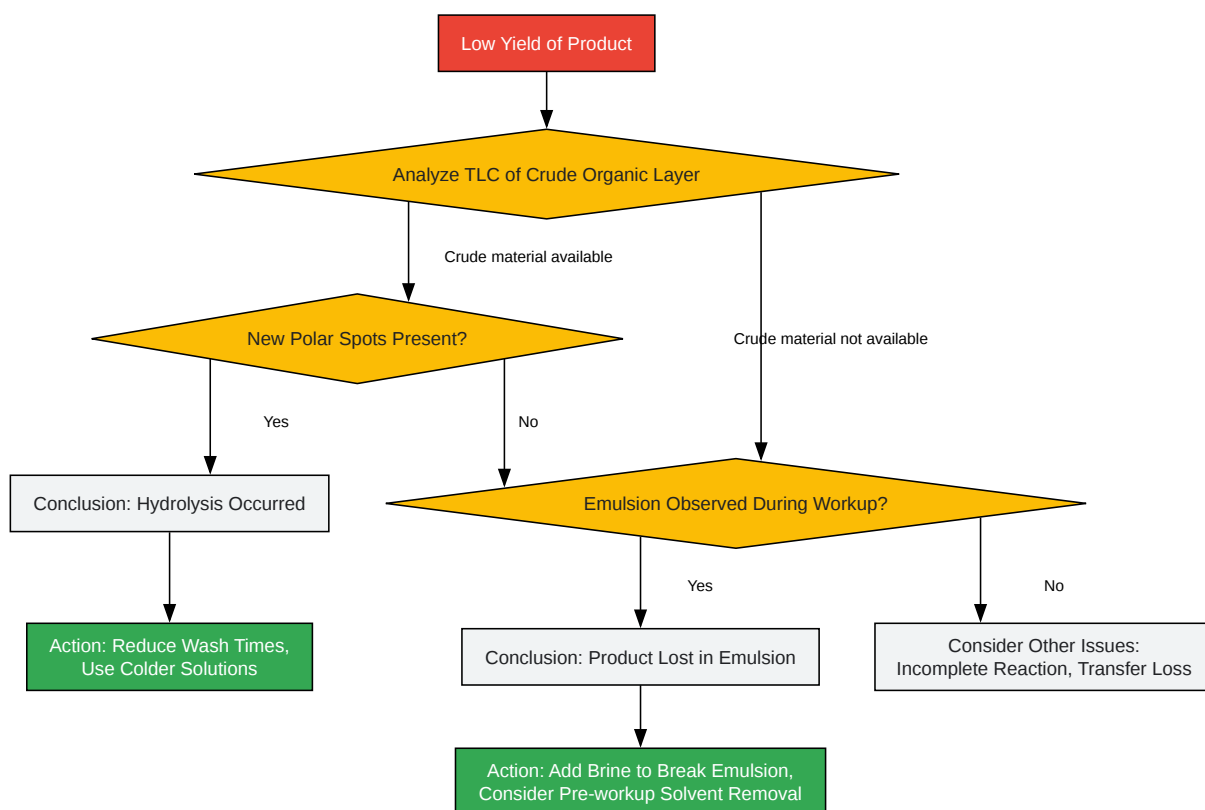 Low Yield of Product
Analyze TLC of Crude Organic Layer
Crude material available
New Polar Spots Present?
Crude material not available
Yes
No
Conclusion: Hydrolysis Occurred
Emulsion Observed During Workup?
Yes
No
Action: Reduce Wash Times,
Use Colder Solutions
Conclusion: Product Lost in Emulsion
Consider Other Issues:
Incomplete Reaction, Transfer Loss
Action: Add Brine to Break Emulsion,
Consider Pre-workup Solvent Removal